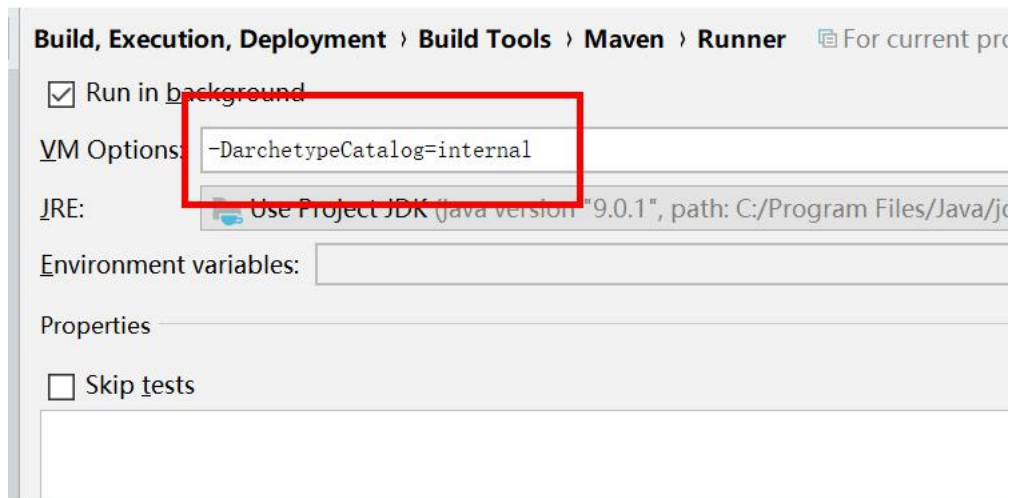 Build, Execution, Deployment › Build Tools › Maven › Runner For current pro
Run in background
VM Options: -DarchetypeCatalog=internal
JRE: Use Project JDK (java version "9.0.1", path: C:/Program Files/Java/jd
Environment variables:
Properties
Skip tests